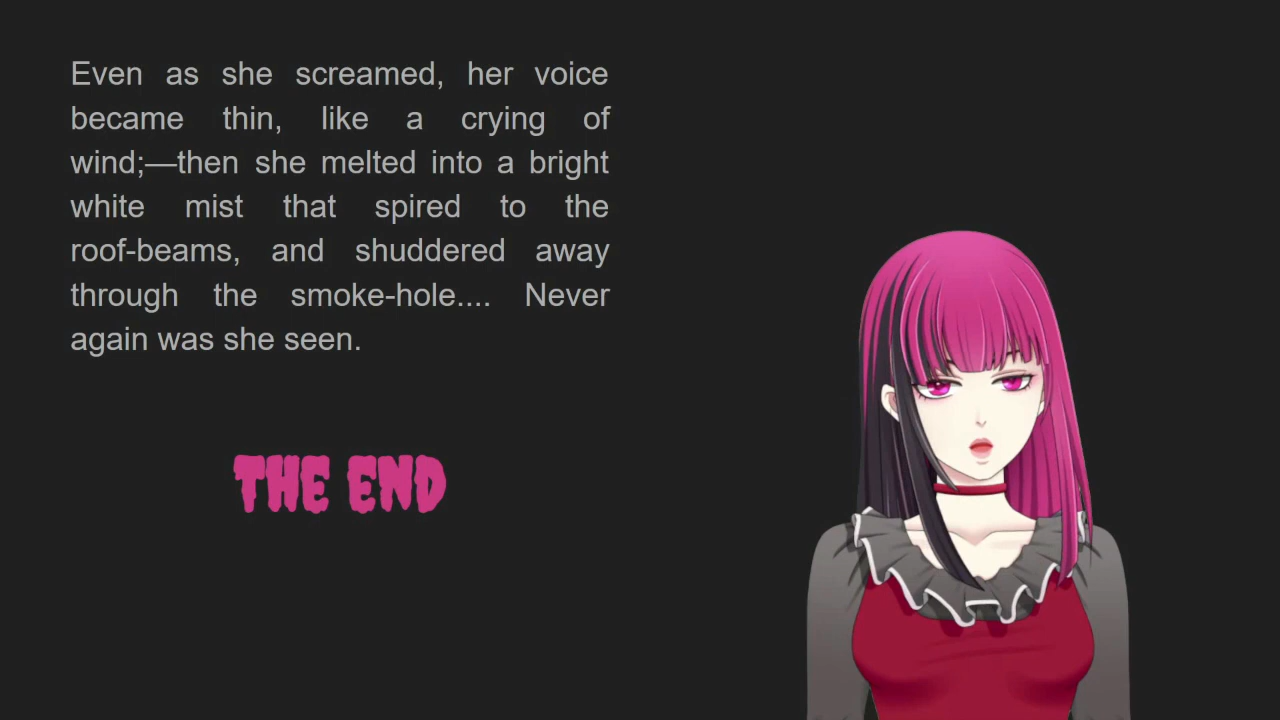 Even as she screamed, her voice
became thin, like a crying of
wind;—then she melted into a bright
white mist that spired to the
roof-beams, and shuddered away
through the smoke-hole.... Never
again was she seen.
THE END